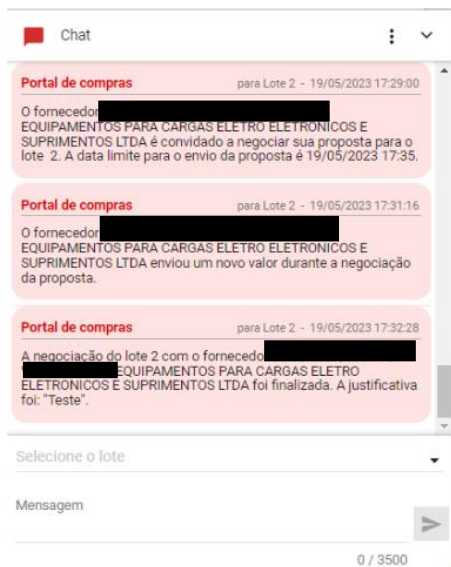 Chat
Portal de compras para Lote 2 - 19/05/2023 17:29:00
O fornecedor
EQUIPAMENTOS PARA CARGAS ELETRO ELETRONICOS E
SUPRIMENTOS LTDA é convidado a negociar sua proposta para o
lote 2. A data limite para o envio da proposta é 19/05/2023 17:35.
Portal de compras para Lote 2 - 19/05/2023 17:31:16
O fornecedor
EQUIPAMENTOS PARA CARGAS ELETRO ELETRONICOS E
SUPRIMENTOS LTDA enviou um novo valor durante a negociação
da proposta.
Portal de compras para Lote 2 - 19/05/2023 17:32:28
A negociação do lote 2 com o fornecedo
EQUIPAMENTOS PARA CARGAS ELETRO
ELETRONICOS E SUPRIMENTOS LTDA foi finalizada. A justificativa
foi: "Teste".
Selecione o lote
Mensagem
0 / 3500